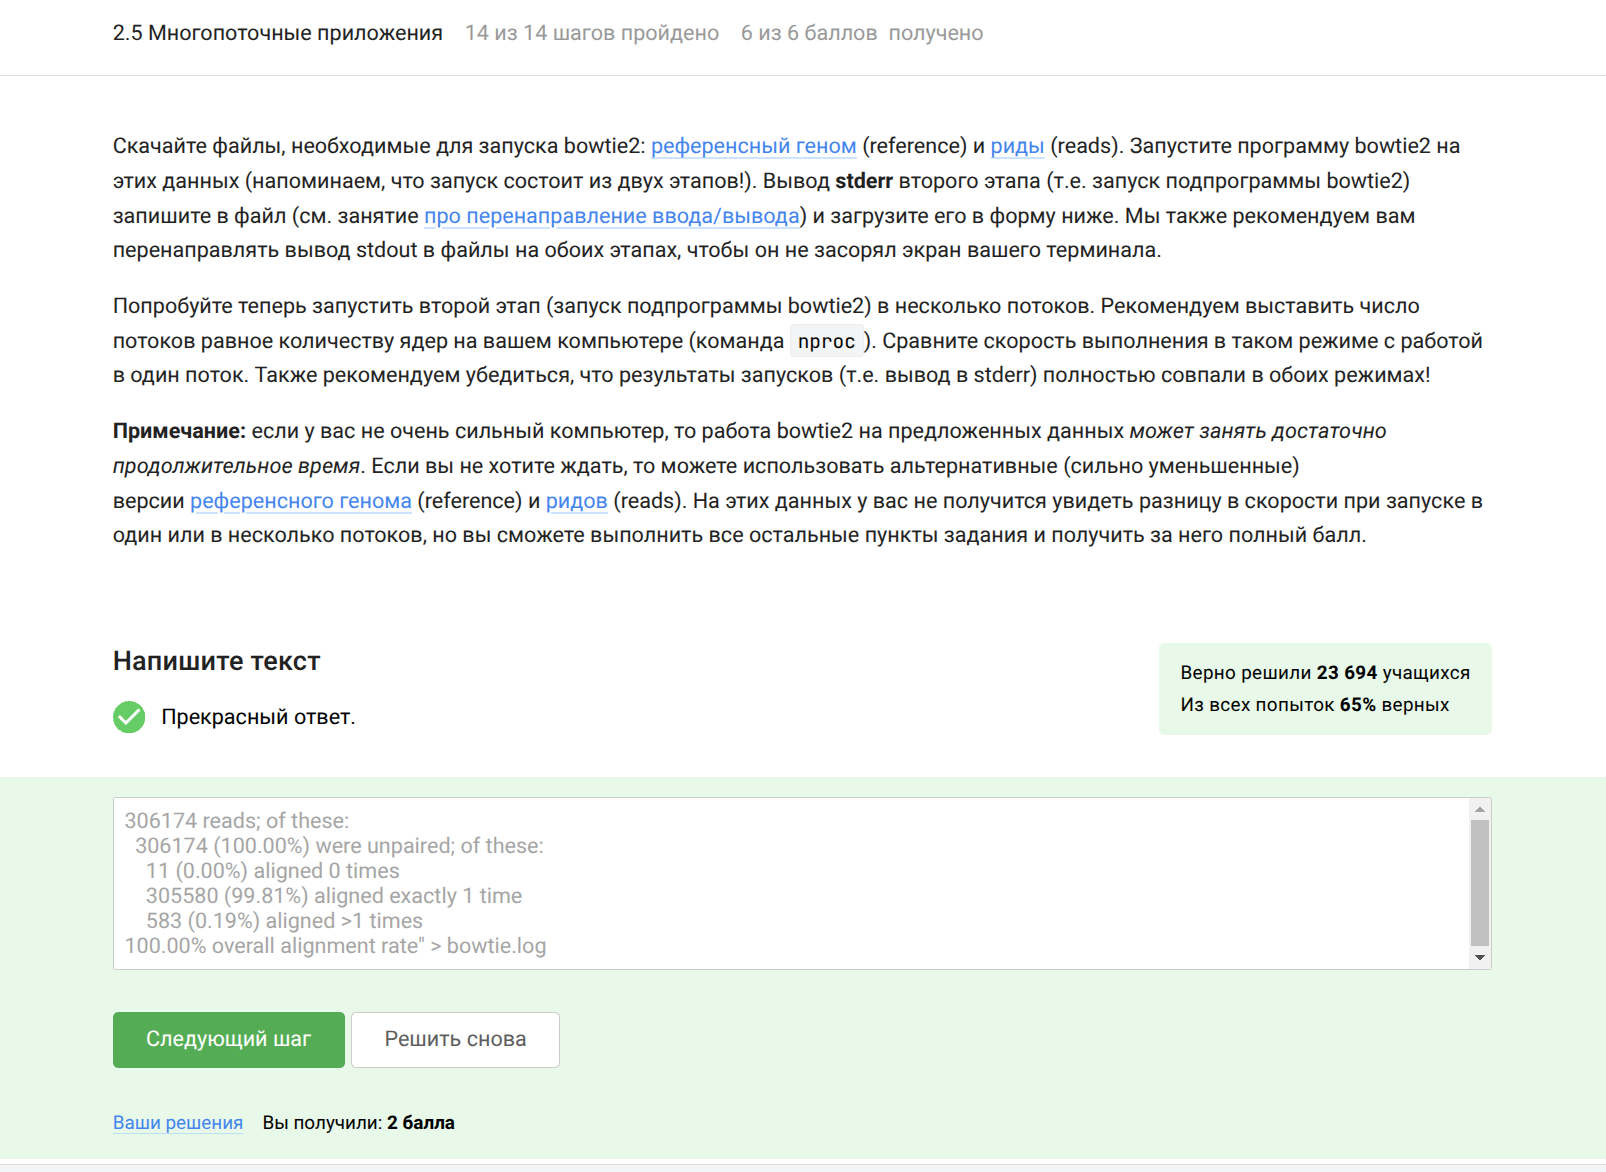 2.5 Многопоточные приложения 14 из 14 шагов пройдено 6 из 6 баллов получено
Скачайте файлы, необходимые для запуска bowtie2: референсный геном (reference) и риды (reads). Запустите программу bowtie2 на
этих данных (напоминаем, что запуск состоит из двух этапов!). Вывод stderr второго этапа (т.е. запуск подпрограммы bowtie2)
запишите в файл (см. занятие про перенаправление ввода/вывода) и загрузите его в форму ниже. Мы также рекомендуем вам
перенаправлять вывод stdout в файлы на обоих этапах, чтобы он не засорял экран вашего терминала.
Попробуйте теперь запустить второй этап (запуск подпрограммы bowtie2) в несколько потоков. Рекомендуем выставить число
потоков равное количеству ядер на вашем компьютере (команда nproc ). Сравните скорость выполнения в таком режиме с работой
в один поток. Также рекомендуем убедиться, что результаты запусков (т.е. вывод в stderr) полностью совпали в обоих режимах!
Примечание: если у вас не очень сильный компьютер, то работа bowtie2 на предложенных данных может занять достаточно
продолжительное время. Если вы не хотите ждать, то можете использовать альтернативные (сильно уменьшенные)
версии референсного генома (reference) и ридов (reads). На этих данных у вас не получится увидеть разницу в скорости при запуске в
один или в несколько потоков, но вы сможете выполнить все остальные пункты задания и получить за него полный балл.
Напишите текст
Прекрасный ответ.
Верно решили 23 694 учащихся
Из всех попыток 65% верных
306174 reads; of these:
306174 (100.00%) were unpaired; of these:
11 (0.00%) aligned 0 times
305580 (99.81%) aligned exactly 1 time
583 (0.19%) aligned >1 times
100.00% overall alignment rate" > bowtie.log
Следующий шаг Решить снова
Ваши решения Вы получили: 2 балла